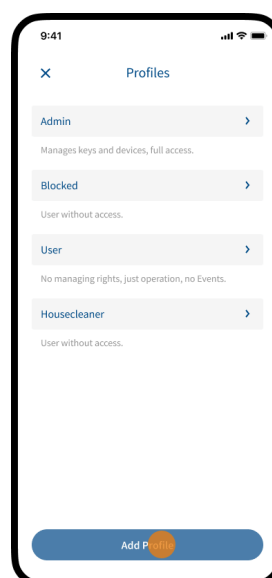 9:41
Profiles
Admin
Manages keys and devices, full access.
Blocked
User without access.
User
No managing rights, just operation, no Events.
Housecleaner
User without access.
Add Profile